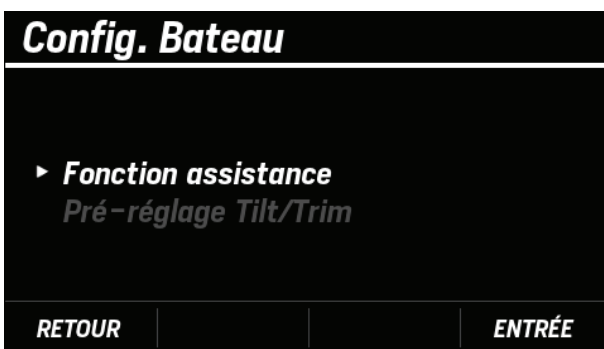 Config. Bateau
▸ Fonction assistance
Pré-réglage Tilt/Trim
RETOUR ENTRÉE